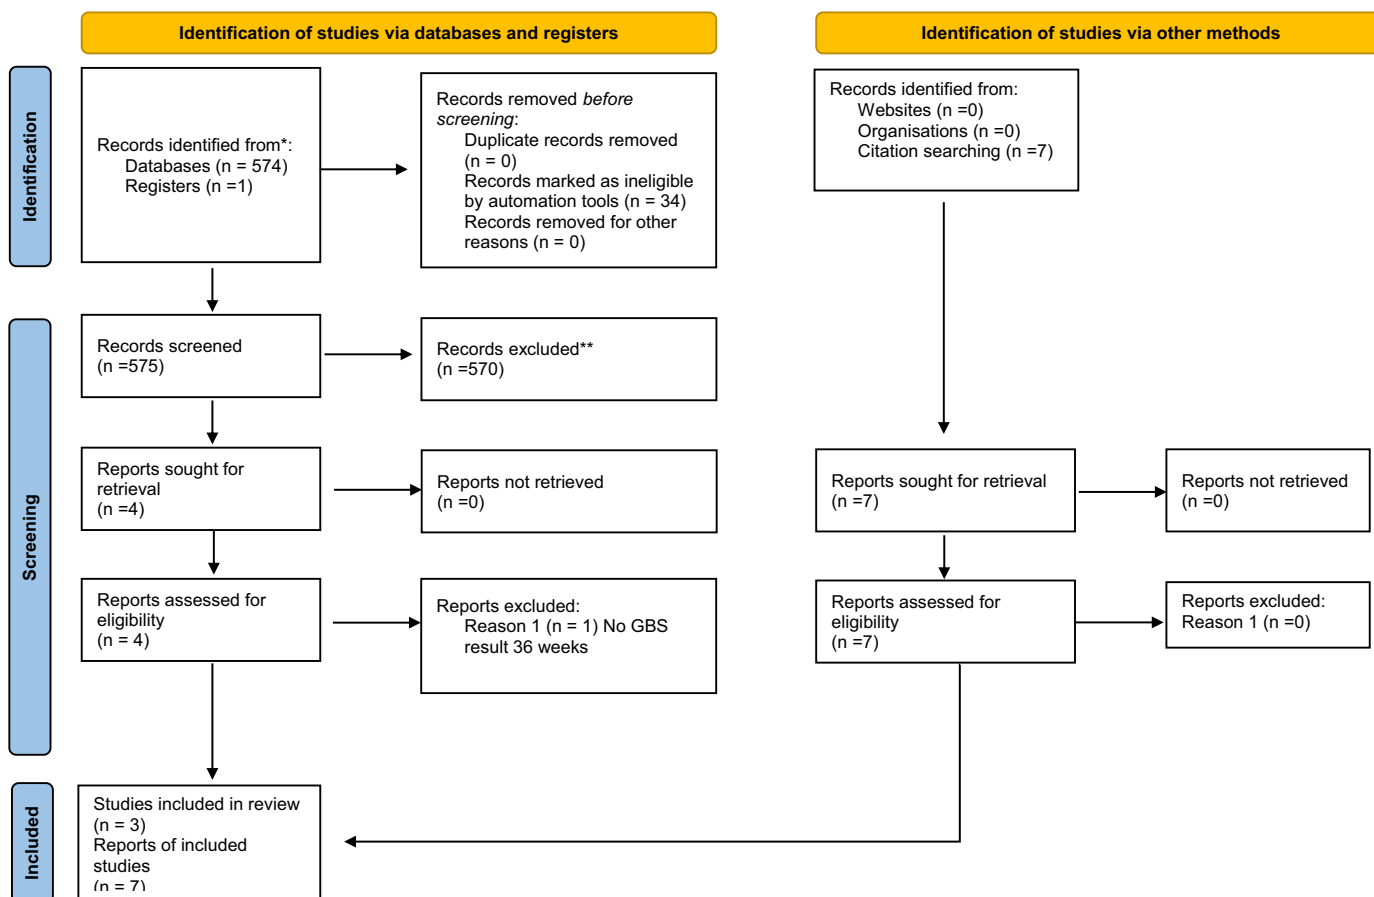 Identification of studies via databases and registers
Identification of studies via other methods
Identification
Records identified from*:
Databases (n = 574)
Registers (n =1)
Records removed before
screening:
Duplicate records removed
(n = 0)
Records marked as ineligible
by automation tools (n = 34)
Records removed for other
reasons (n = 0)
Records identified from:
Websites (n =0)
Organisations (n =0)
Citation searching (n =7)
Screening
Records screened
(n =575)
Records excluded**
(n =570)
Reports sought for
retrieval
(n =4)
Reports not retrieved
(n =0)
Reports sought for retrieval
(n =7)
Reports not retrieved
(n =0)
Reports assessed for
eligibility
(n = 4)
Reports excluded:
Reason 1 (n = 1) No GBS
result 36 weeks
Reports assessed for
eligibility
(n =7)
Reports excluded:
Reason 1 (n =0)
Included
Studies included in review
(n = 3)
Reports of included
studies
(n = 7)